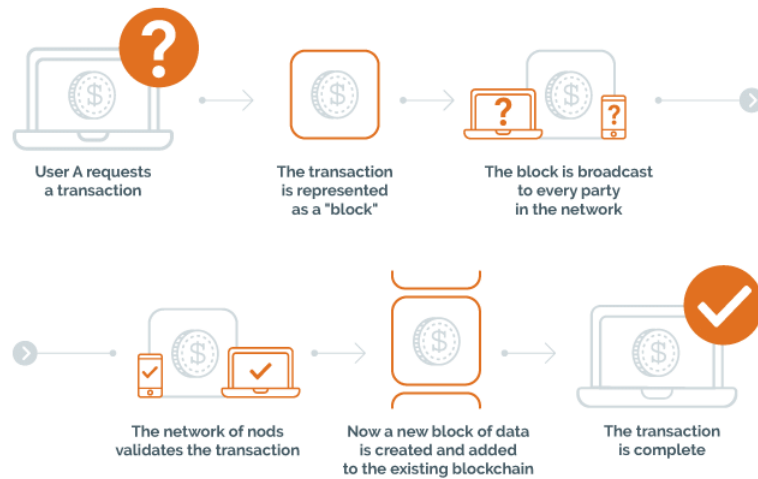 ?
$
$
$
?
?
User A requests
a transaction
The transaction
is represented
as a "block"
The block is broadcast
to every party
in the network
$
$
$
The network of nods
validates the transaction
Now a new block of data
is created and added
to the existing blockchain
The transaction
is complete